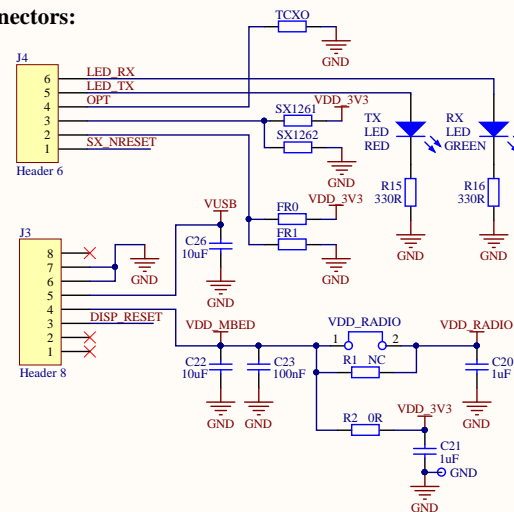 nectors:
TCXO
GND
J4
6 LED_RX
5 LED_TX
4 OPT
3
2
1 SX_NRESET
Header 6
SX1261
VDD_3V3
SX1262
GND
TX
LED
RED
RX
LED
GREEN
R15
330R
R16
330R
GND
GND
FR0
VDD_3V3
FR1
GND
VUSB
C26
10uF
GND
J3
8
7
6
5
4
3 DISP_RESET
2
1
Header 8
GND
VDD_MBED
C22
10uF
GND
C23
100nF
GND
VDD_RADIO
1 2
R1 NC
VDD_RADIO
C20
1uF
GND
R2 0R
VDD_3V3
C21
1uF
GND
GND